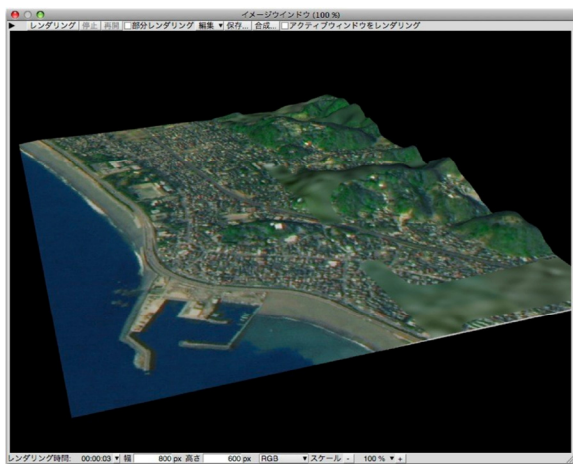 イメージウインドウ (100 %)
レンダリング 停止 再開 部分レンダリング 編集 ▼ 保存... 合成... アクティブウィンドウをレンダリング
レンダリング時間: 00:00:03 ▼ 幅 800 px 高さ 600 px RGB ▼ スケール - 100 % ▼ +